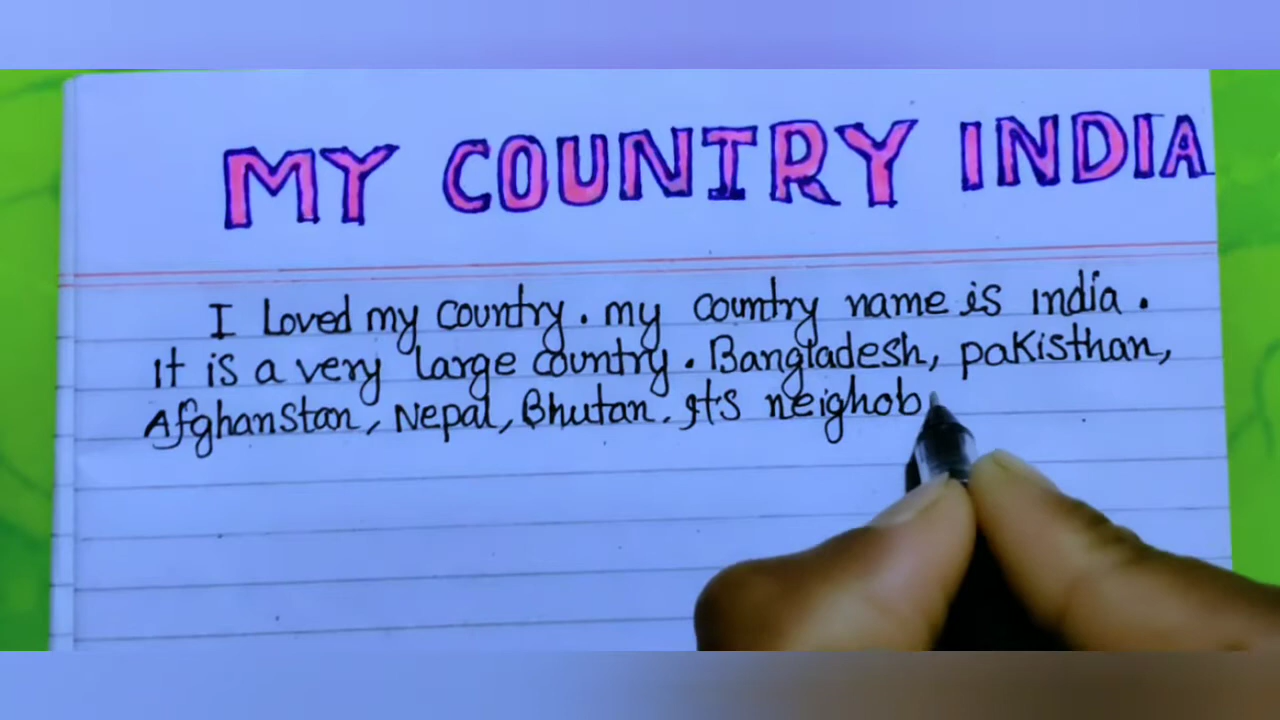 MY COUNTRY INDIA
I Loved my country. my country name is india.
It is a very large country. Bangladesh, pakisthan,
Afghanstan, Nepal, Bhutan. its neighob